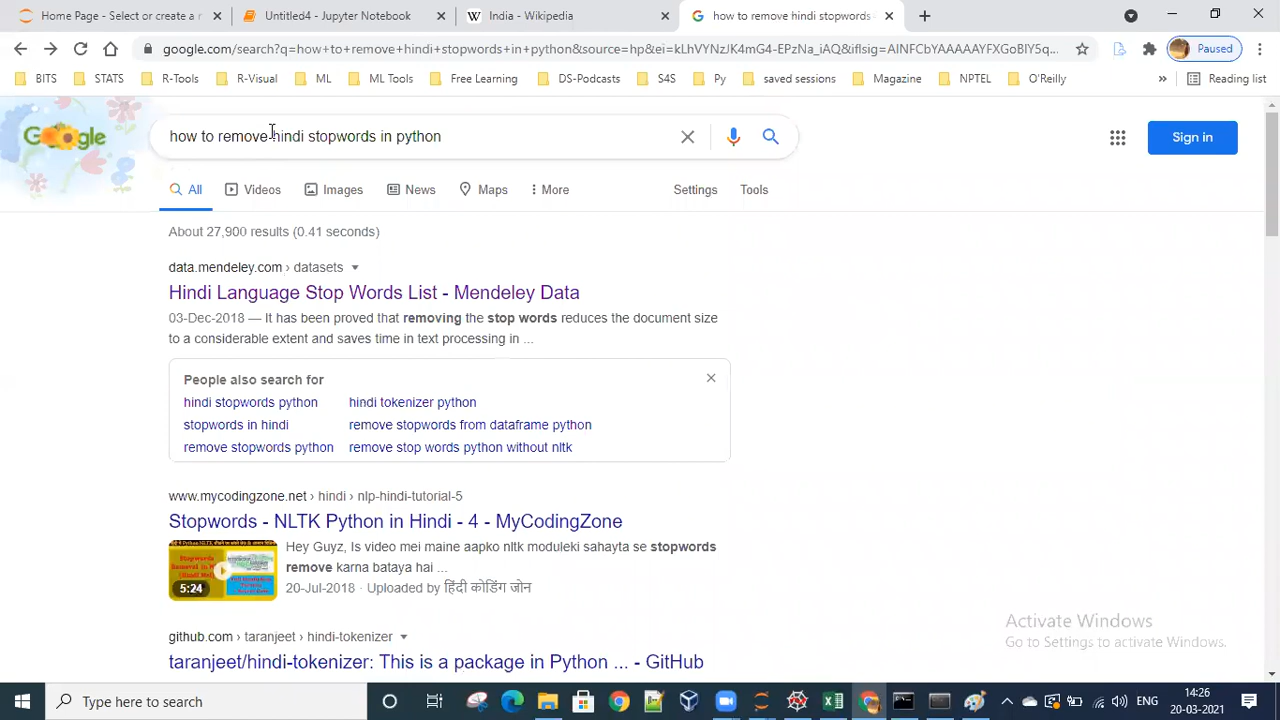 Home Page - Select or create a n
Untitled4 - Jupyter Notebook
India - Wikipedia
how to remove hindi stopwords
google.com/search?q=how+to+remove+hindi+stopwords+in+python&source=hp&ei=kLhVYNz/K4mG4-EPzNa_iAQ&iflsig=AINFCbYAAAAAYFXGoBlY5q...
Paused
BITS
STATS
R-Tools
R-Visual
ML
ML Tools
Free Learning
DS-Podcasts
S4S
Py
saved sessions
Magazine
NPTEL
O'Reilly
»
Reading list
Google
how to remove hindi stopwords in python
Sign in
All
Videos
Images
News
Maps
More
Settings
Tools
About 27,900 results (0.41 seconds)
data.mendeley.com › datasets
Hindi Language Stop Words List - Mendeley Data
03-Dec-2018 — It has been proved that removing the stop words reduces the document size
to a considerable extent and saves time in text processing in ...
People also search for
hindi stopwords python
hindi tokenizer python
stopwords in hindi
remove stopwords from dataframe python
remove stopwords python
remove stop words python without nltk
www.mycodingzone.net › hindi › nlp-hindi-tutorial-5
Stopwords - NLTK Python in Hindi - 4 - MyCodingZone
5:24
Hey Guyz, Is video mei maine aapko nltk moduleki sahayta se stopwords
remove karna bataya hai ...
20-Jul-2018 · Uploaded by हिंदी कोडिंग जोन
github.com › taranjeet › hindi-tokenizer
taranjeet/hindi-tokenizer: This is a package in Python ... - GitHub
Activate Windows
Go to Settings to activate Windows.
Type here to search
ENG
14:26
20-03-2021